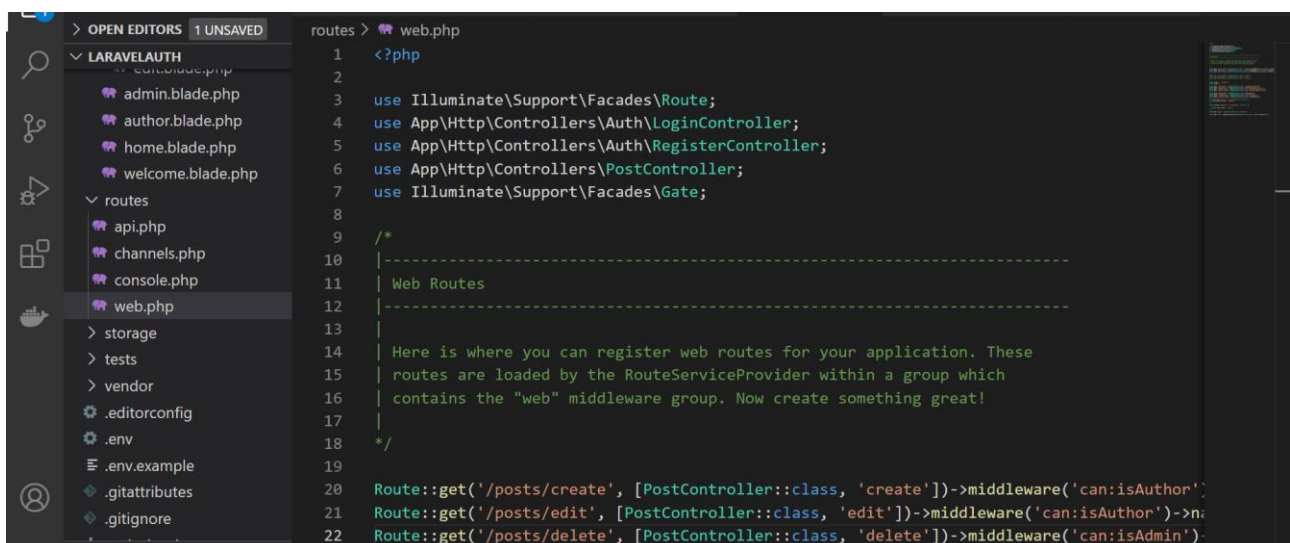 OPEN EDITORS 1 UNSAVED
LARAVELAUTH
edit.blade.php
admin.blade.php
author.blade.php
home.blade.php
welcome.blade.php
routes
api.php
channels.php
console.php
web.php
storage
tests
vendor
.editorconfig
.env
.env.example
.gitattributes
.gitignore
routes > web.php
1 <?php
2
3 use Illuminate\Support\Facades\Route;
4 use App\Http\Controllers\Auth\LoginController;
5 use App\Http\Controllers\Auth\RegisterController;
6 use App\Http\Controllers\PostController;
7 use Illuminate\Support\Facades\Gate;
8
9 /*
10 |--------------------------------------------------------------------------
11 | Web Routes
12 |--------------------------------------------------------------------------
13 |
14 | Here is where you can register web routes for your application. These
15 | routes are loaded by the RouteServiceProvider within a group which
16 | contains the "web" middleware group. Now create something great!
17 |
18 */
19
20 Route::get('/posts/create', [PostController::class, 'create'])->middleware('can:isAuthor')
21 Route::get('/posts/edit', [PostController::class, 'edit'])->middleware('can:isAuthor')->na
22 Route::get('/posts/delete', [PostController::class, 'delete'])->middleware('can:isAdmin')-